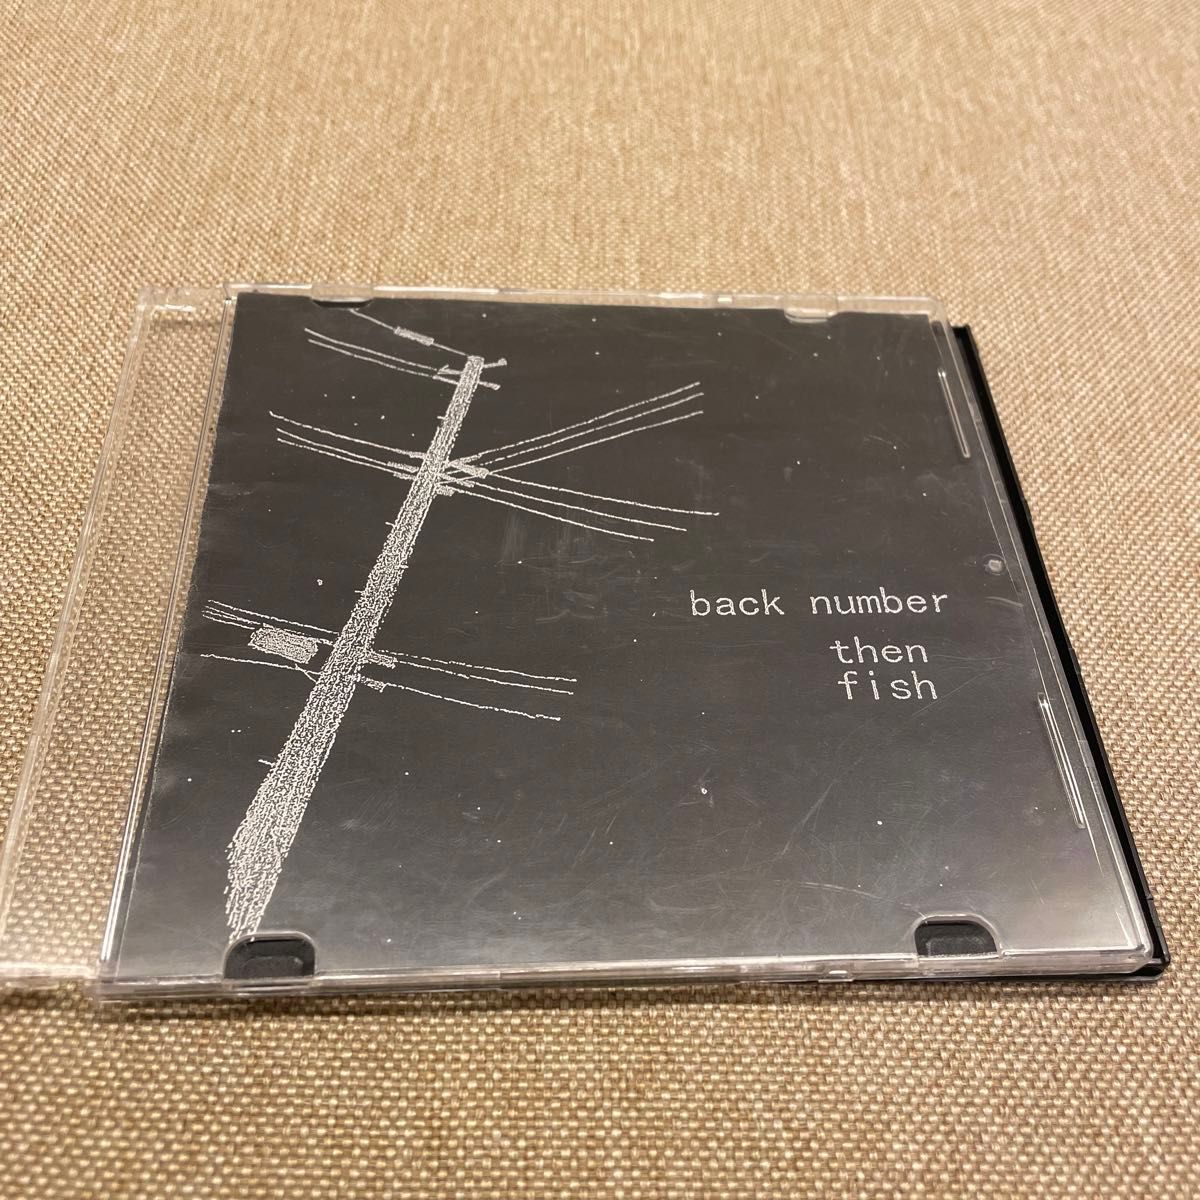 back number
then
fish